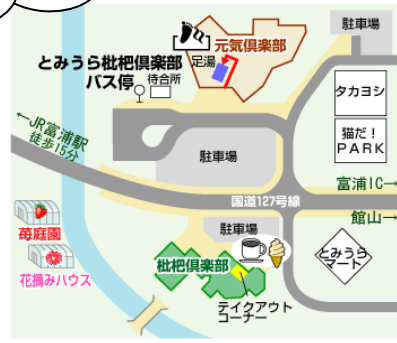 駐車場
元気倶楽部
足湯
とみうら枇杷倶楽部
バス停
待合所
タカヨシ
猫だ！
PARK
←JR富浦駅
徒歩15分
駐車場
富浦IC→
国道127号線
館山→
駐車場
苺庭園
枇杷倶楽部
とみうら
マート
花摘みハウス
テイクアウト
コーナー